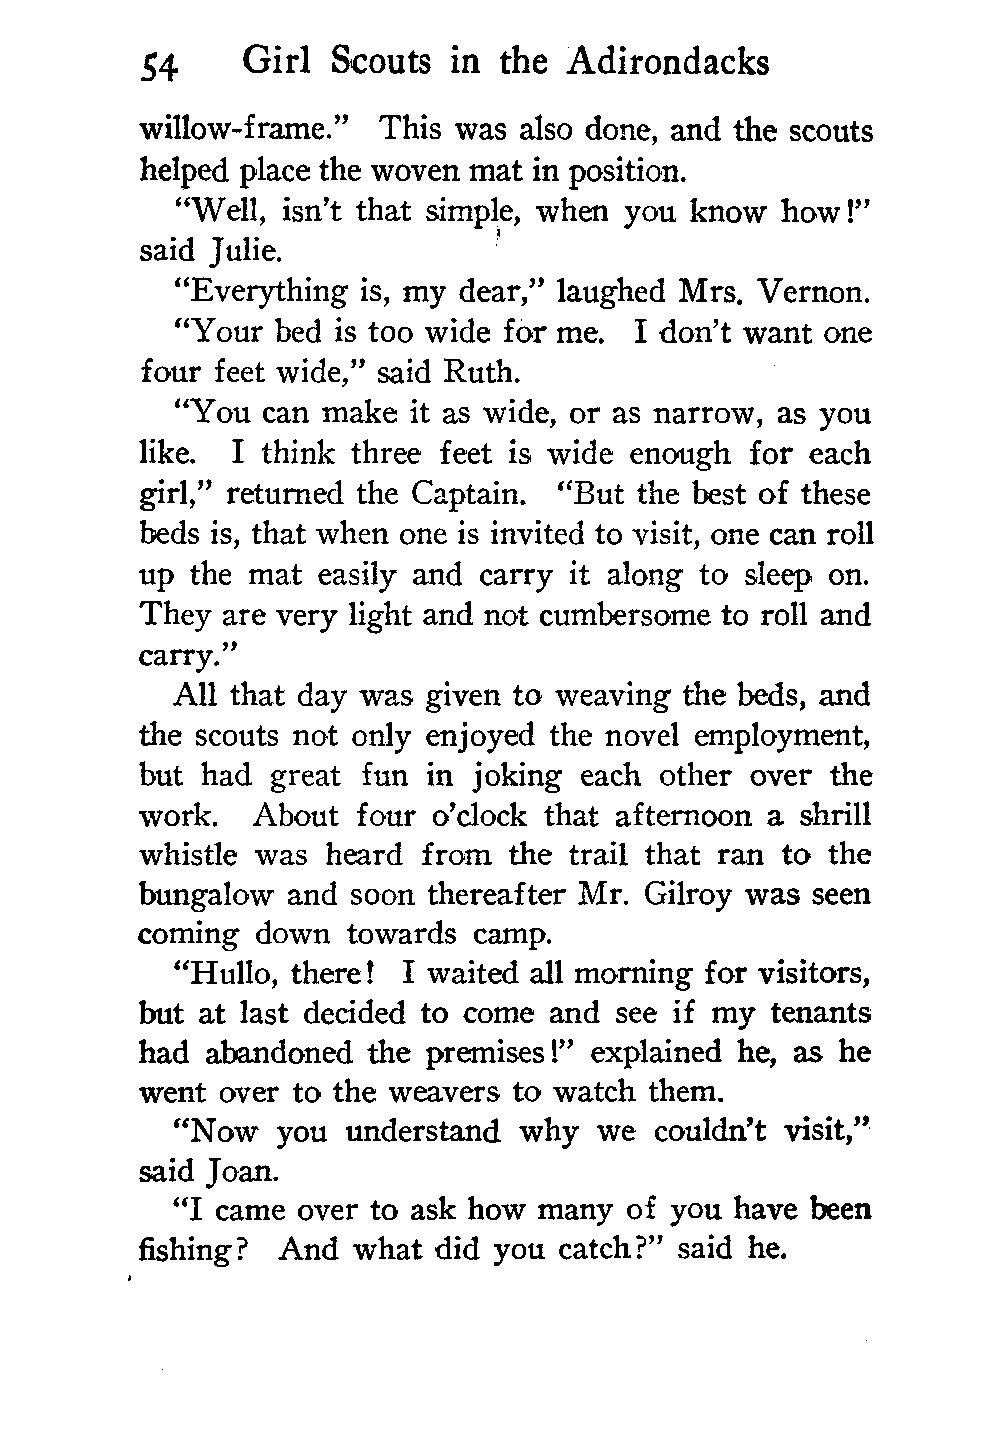 54 Girl Scouts in the Adirondacks
willow-frame.” This was also done, and the scouts
helped place the woven mat in position.
“Well, isn’t that simple, when you know how!”
said Julie.
“Everything is, my dear,” laughed Mrs. Vernon.
“Your bed is too wide for me. I don’t want one
four feet wide,” said Ruth.
“You can make it as wide, or as narrow, as you
like. I think three feet is wide enough for each
girl,” returned the Captain. “But the best of these
beds is, that when one is invited to visit, one can roll
up the mat easily and carry it along to sleep on.
They are very light and not cumbersome to roll and
carry.”
All that day was given to weaving the beds, and
the scouts not only enjoyed the novel employment,
but had great fun in joking each other over the
work. About four o’clock that afternoon a shrill
whistle was heard from the trail that ran to the
bungalow and soon thereafter Mr. Gilroy was seen
coming down towards camp.
“Hullo, there! I waited all morning for visitors,
but at last decided to come and see if my tenants
had abandoned the premises!” explained he, as he
went over to the weavers to watch them.
“Now you understand why we couldn’t visit,”
said Joan.
“I came over to ask how many of you have been
fishing? And what did you catch?” said he.